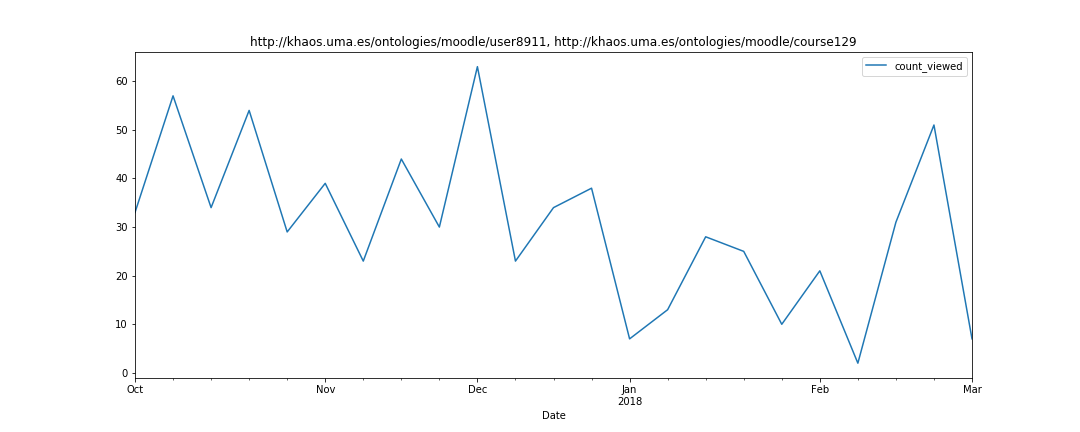 http://khaos.uma.es/ontologies/moodle/user8911, http://khaos.uma.es/ontologies/moodle/course129
count_viewed
60
50
40
30
20
10
0
Oct Nov Dec Jan Feb Mar
2018
Date